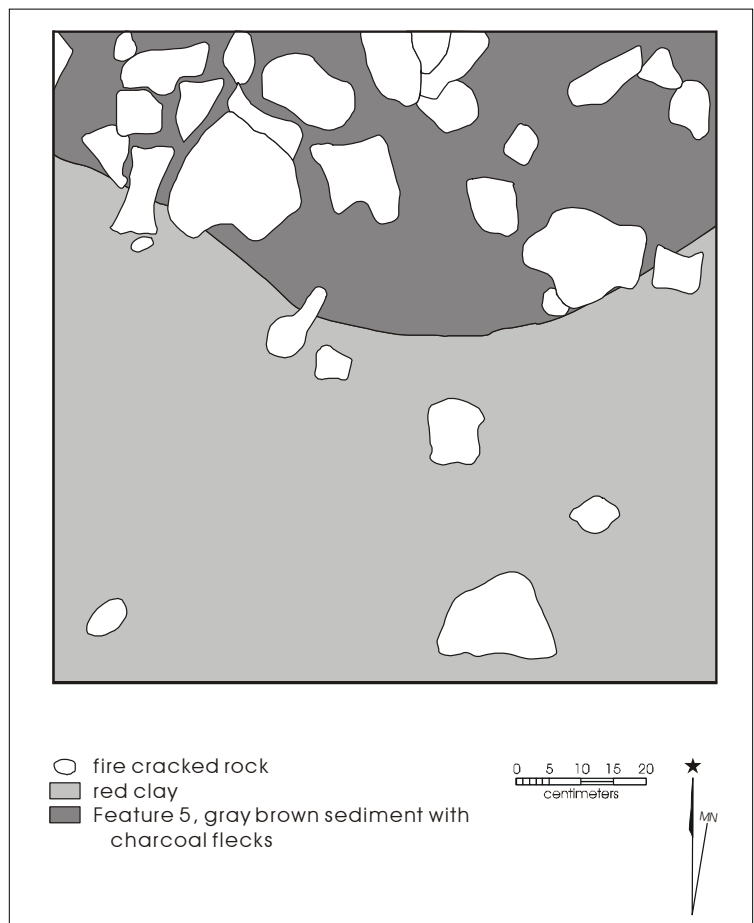 fire cracked rock
red clay
Feature 5, gray brown sediment with
charcoal flecks
0 5 10 15 20
centimeters
MN